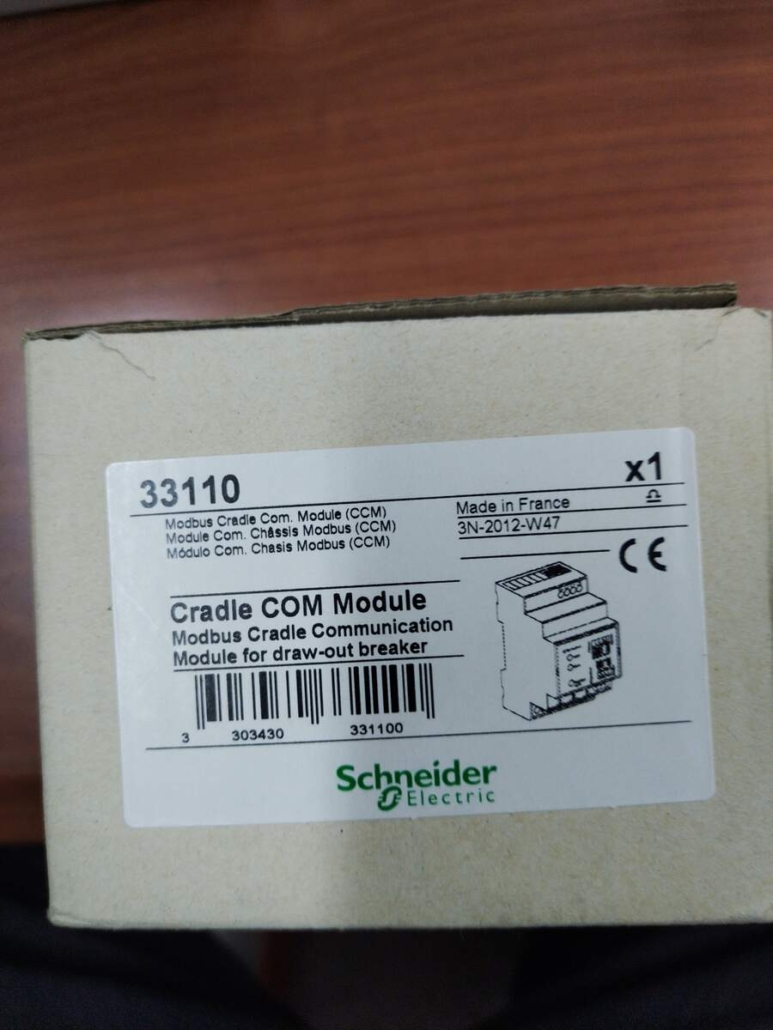 33110
x1
Modbus Cradle Com. Module (CCM)
Module Com. Châssis Modbus (CCM)
Módulo Com. Chasis Modbus (CCM)
Made in France
3N-2012-W47
CE
Cradle COM Module
Modbus Cradle Communication
Module for draw-out breaker
3 303430 331100
Schneider
Electric